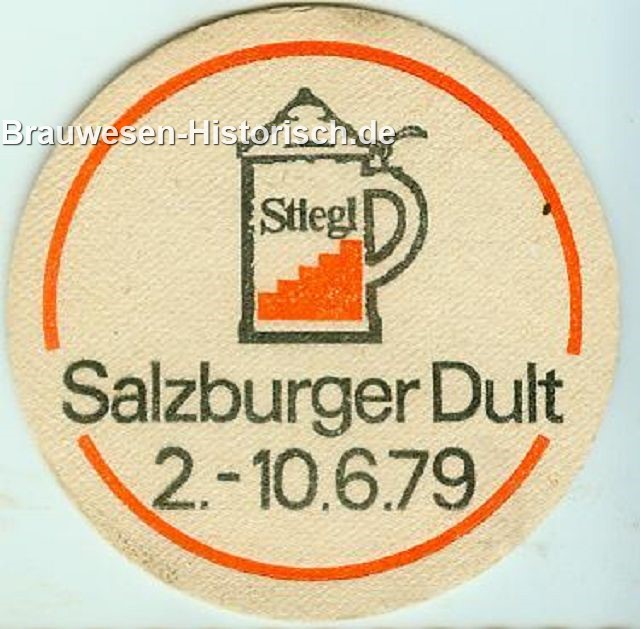 Brauwesen-Historisch.de
Stiegl
Salzburger Dult
2.-10.6.79